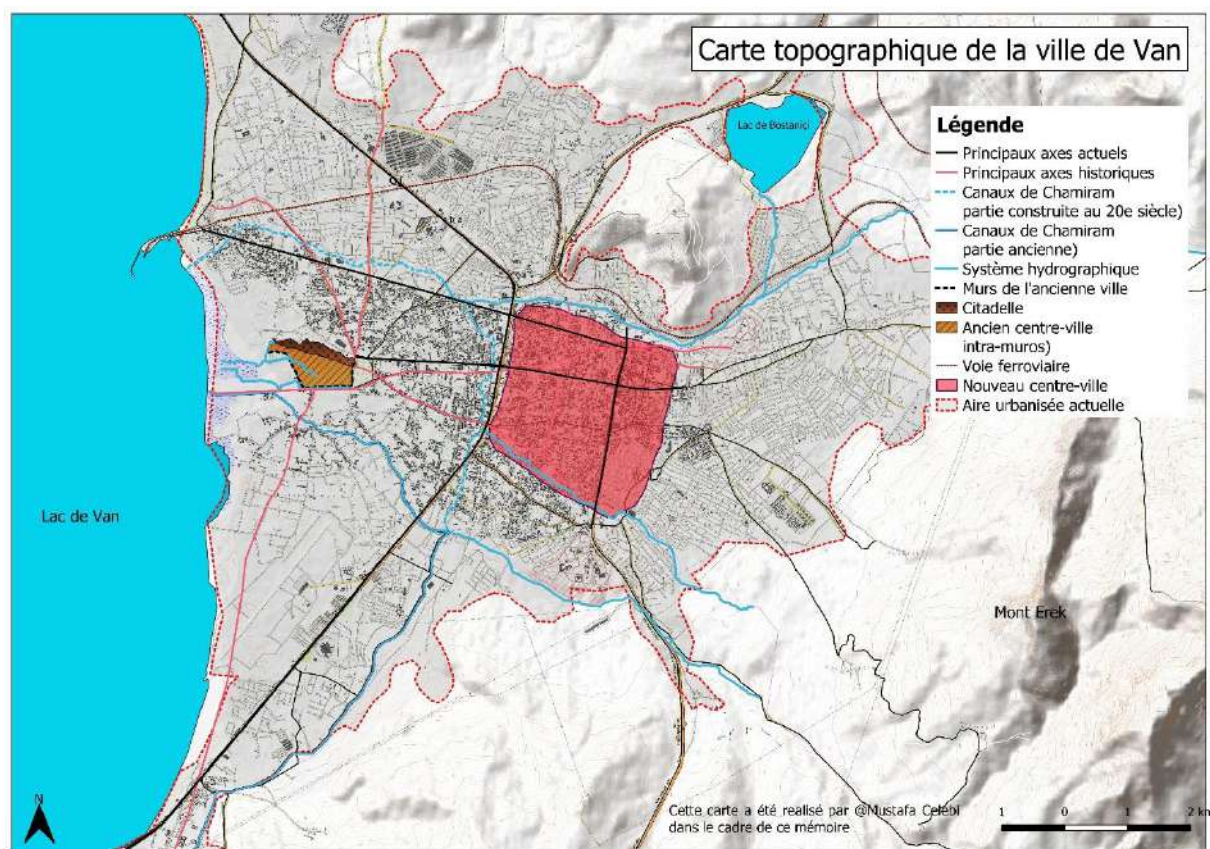 Carte topographique de la ville de Van
Lac de Bostaniçi
Légende
Principaux axes actuels
Principaux axes historiques
Canaux de Chamiram
partie construite au 20e siècle)
Canaux de Chamiram
partie ancienne)
Système hydrographique
Murs de l'ancienne ville
Citadelle
Ancien centre-ville
intra-muros)
Voie ferroviaire
Nouveau centre-ville
Aire urbanisée actuelle
Lac de Van
Mont Erek
N
Cette carte a été realisé par @Mustafa Celebi
dans le cadre de ce mémoire
1 0 1 2 km